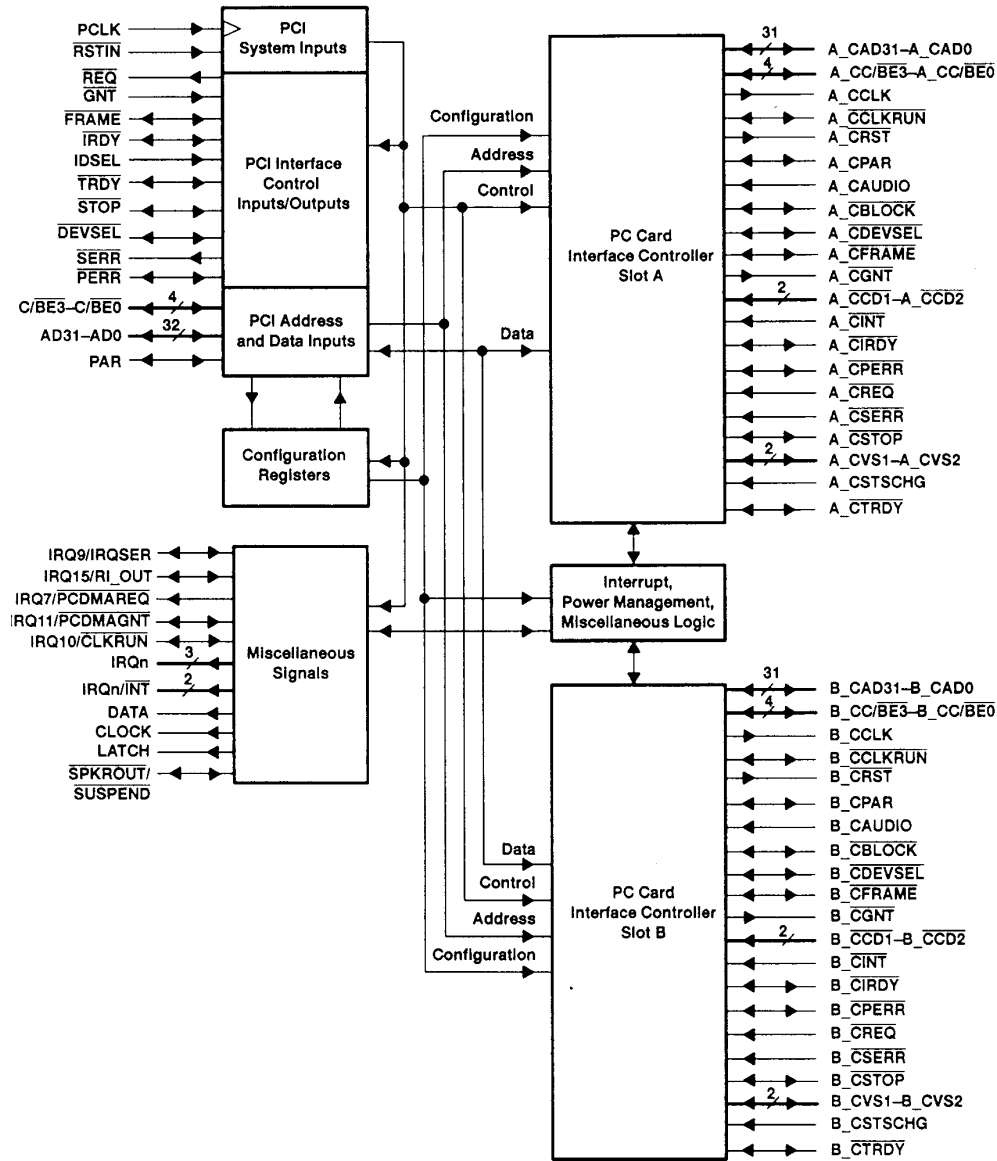 PCLK
RSTIN
REQ
GNT
FRAME
IRDY
IDSEL
TRDY
STOP
DEVSEL
SERR
PERR
C/BE3–C/BE0
4
AD31–AD0
32
PAR
PCI
System Inputs
PCI Interface
Control
Inputs/Outputs
PCI Address
and Data Inputs
Configuration
Registers
IRQ9/IRQSER
IRQ15/RI_OUT
IRQ7/PCDMAREQ
IRQ11/PCDMAGNT
IRQ10/CLKRUN
IRQn
3
IRQn/INT
2
DATA
CLOCK
LATCH
SPKROUT/
SUSPEND
Miscellaneous
Signals
Configuration
Address
Control
Data
PC Card
Interface Controller
Slot A
31
A_CAD31–A_CAD0
4
A_CC/BE3–A_CC/BE0
A_CCLK
A_CCLKRUN
A_CRST
A_CPAR
A_CAUDIO
A_CBLOCK
A_CDEVSEL
A_CFRAME
A_CGNT
2
A_CCD1–A_CCD2
A_CINT
A_CIRDY
A_CPERR
A_CREQ
A_CSERR
A_CSTOP
2
A_CVS1–A_CVS2
A_CSTSCHG
A_CTRDY
Interrupt,
Power Management,
Miscellaneous Logic
Data
Control
Address
Configuration
PC Card
Interface Controller
Slot B
31
B_CAD31–B_CAD0
4
B_CC/BE3–B_CC/BE0
B_CCLK
B_CCLKRUN
B_CRST
B_CPAR
B_CAUDIO
B_CBLOCK
B_CDEVSEL
B_CFRAME
B_CGNT
2
B_CCD1–B_CCD2
B_CINT
B_CIRDY
B_CPERR
B_CREQ
B_CSERR
B_CSTOP
2
B_CVS1–B_CVS2
B_CSTSCHG
B_CTRDY